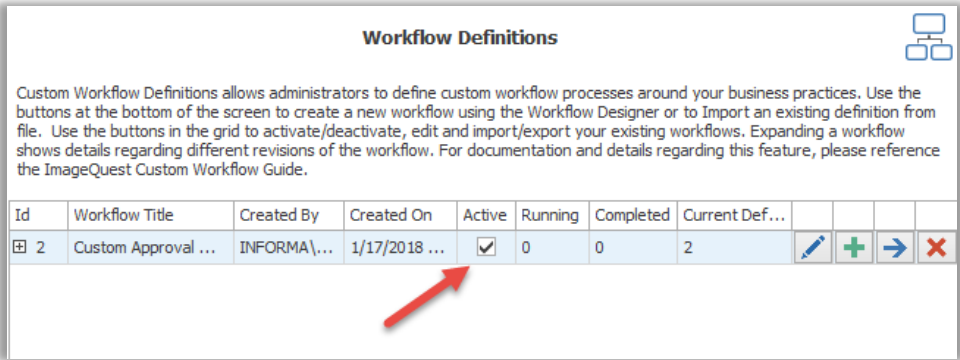 Workflow Definitions
Custom Workflow Definitions allows administrators to define custom workflow processes around your business practices. Use the
buttons at the bottom of the screen to create a new workflow using the Workflow Designer or to Import an existing definition from
file. Use the buttons in the grid to activate/deactivate, edit and import/export your existing workflows. Expanding a workflow
shows details regarding different revisions of the workflow. For documentation and details regarding this feature, please reference
the ImageQuest Custom Workflow Guide.
Id Workflow Title Created By Created On Active Running Completed Current Def...
2 Custom Approval ... INFORMA\... 1/17/2018 ... 0 0 2